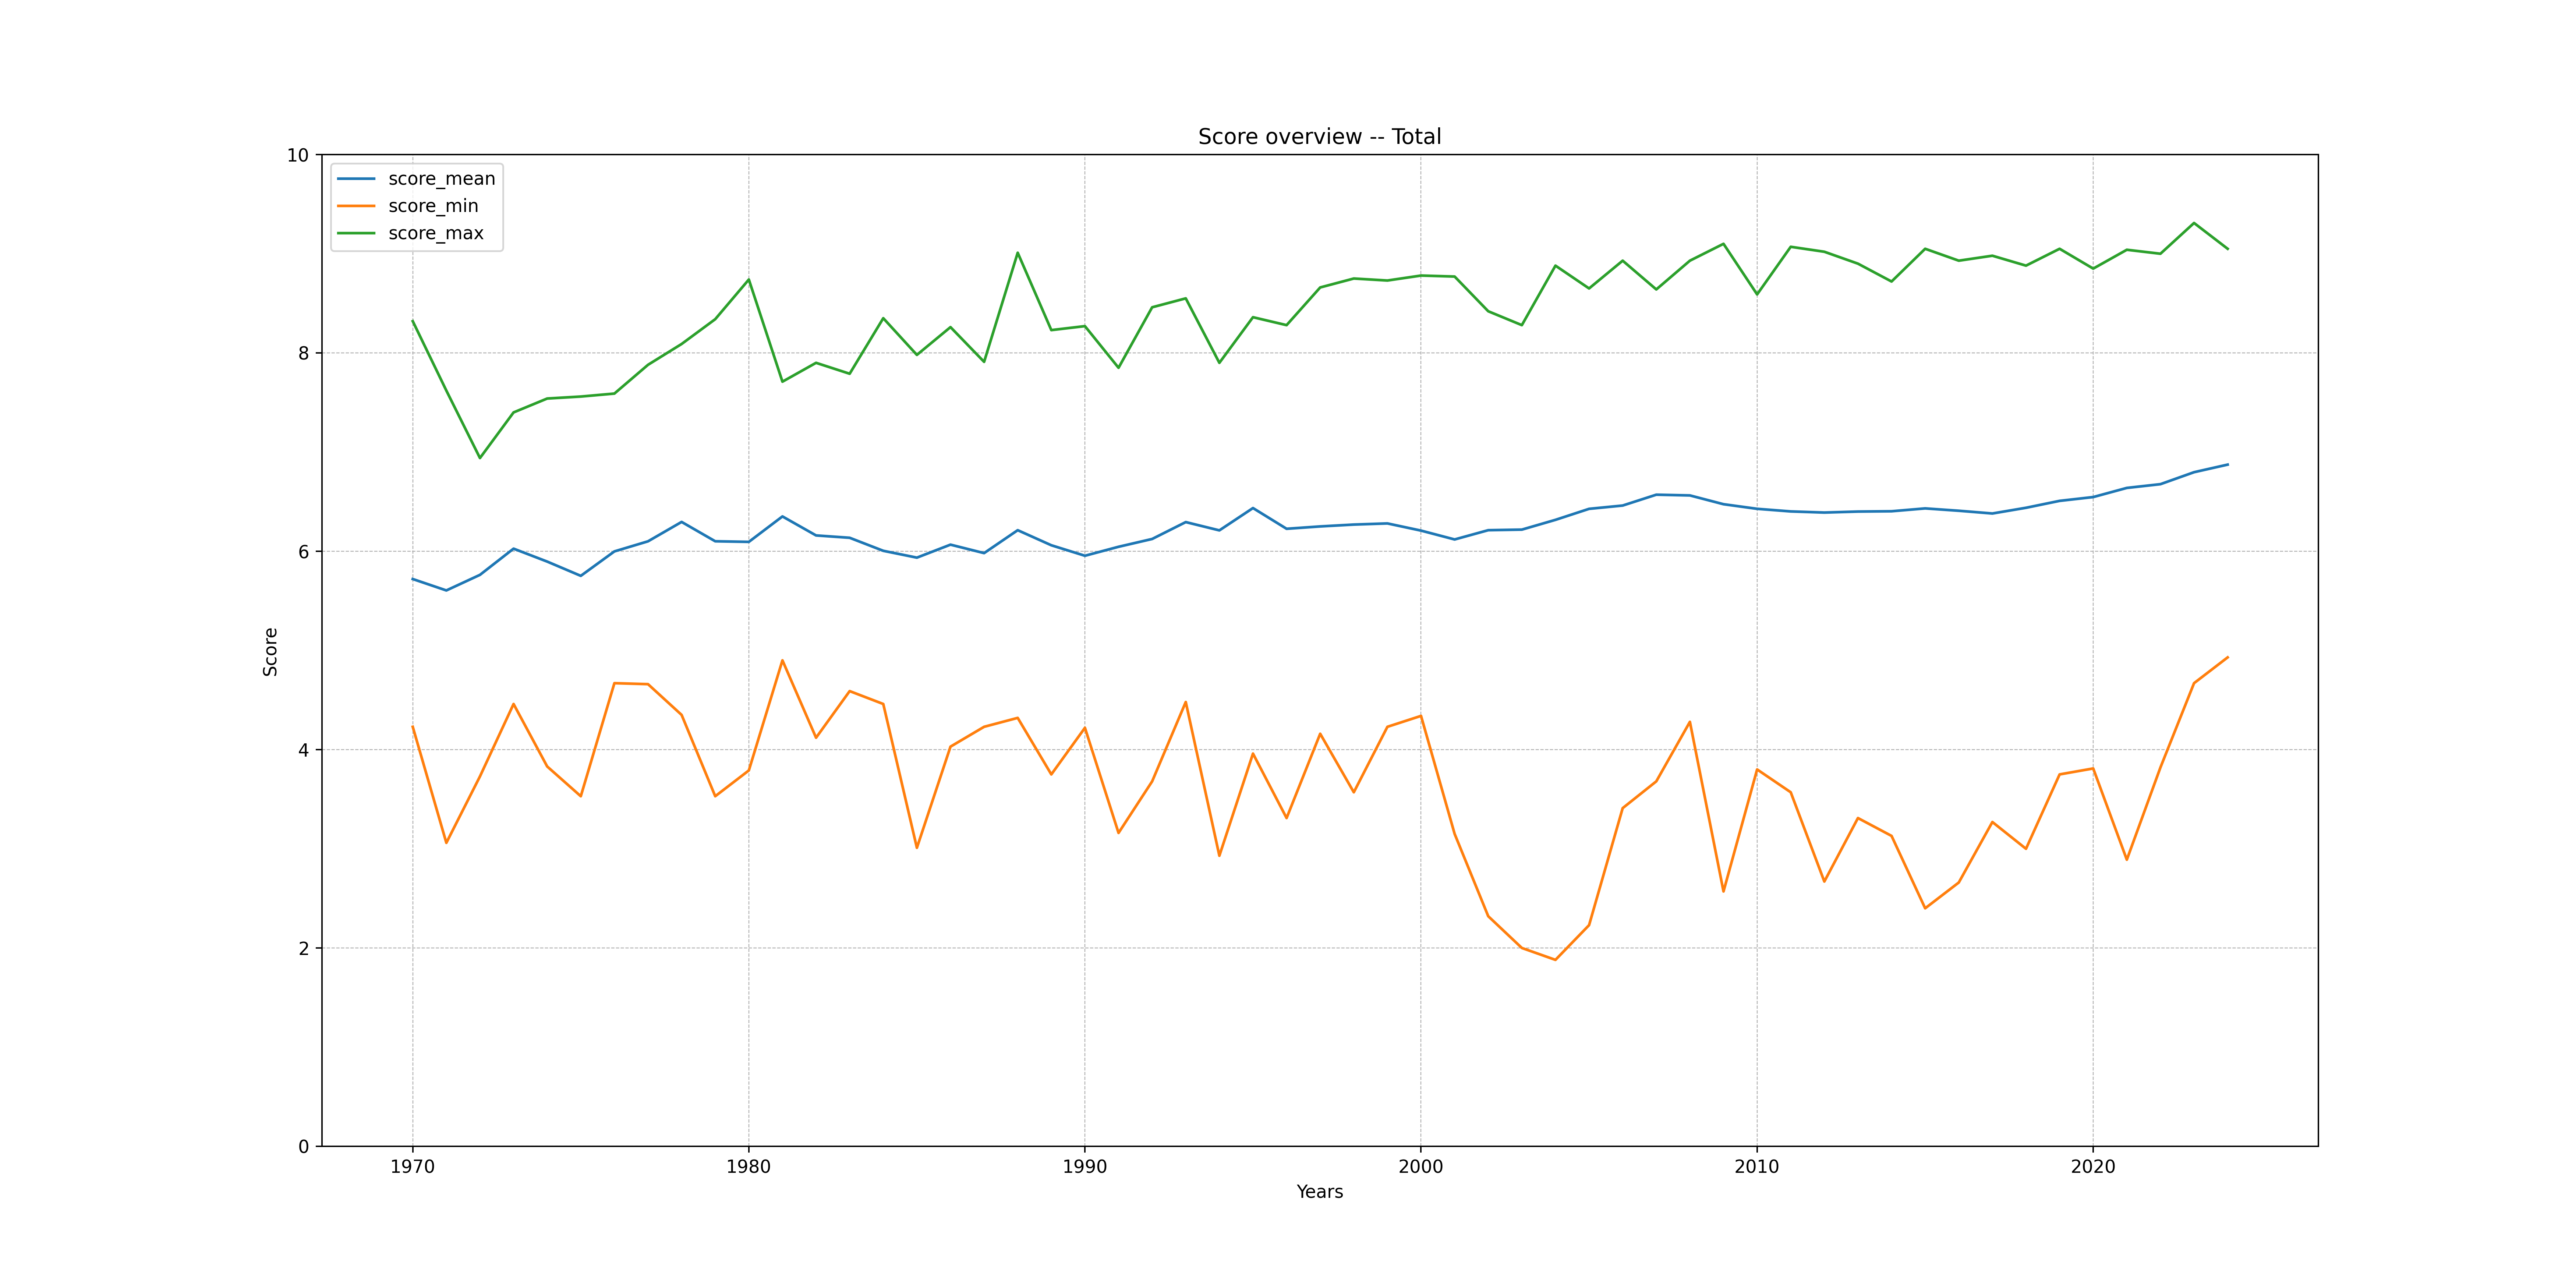 Score overview -- Total
10
8
6
4
2
0
Score
score_mean
score_min
score_max
1970
1980
1990
2000
2010
2020
Years